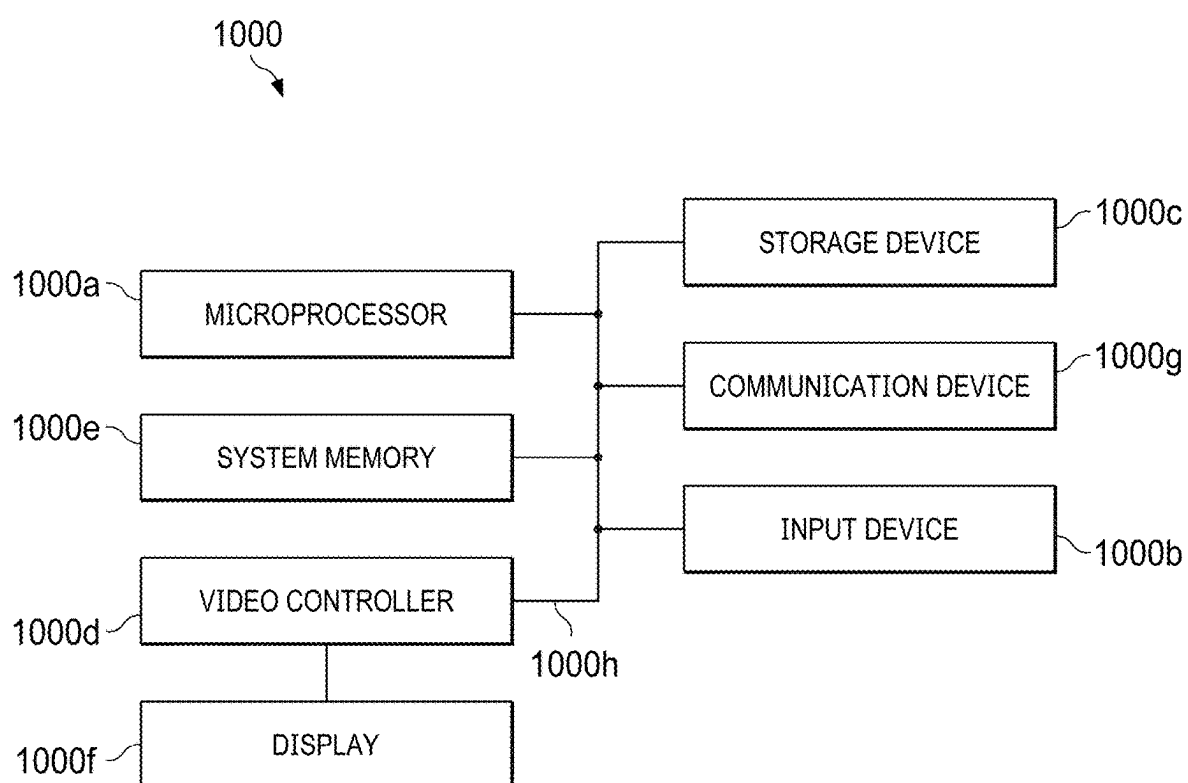 1000
STORAGE DEVICE
1000c
1000a
MICROPROCESSOR
COMMUNICATION DEVICE
1000g
1000e
SYSTEM MEMORY
INPUT DEVICE
1000b
VIDEO CONTROLLER
1000d
1000h
DISPLAY
1000f